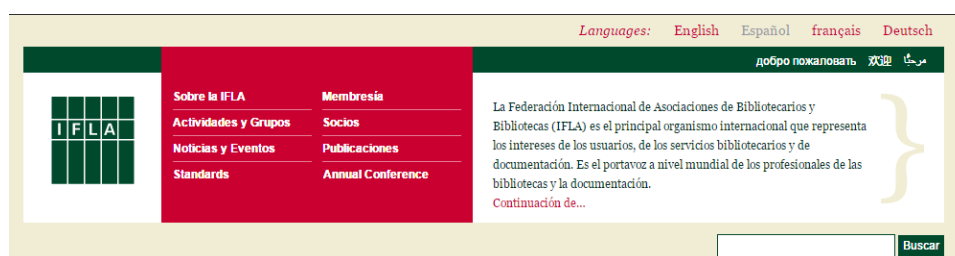 Languages: English Español français Deutsch
добро пожаловать 欢迎 مرحبًا
IFLA
Sobre la IFLA
Actividades y Grupos
Noticias y Eventos
Standards
Membresía
Socios
Publicaciones
Annual Conference
La Federación Internacional de Asociaciones de Bibliotecarios y
Bibliotecas (IFLA) es el principal organismo internacional que representa
los intereses de los usuarios, de los servicios bibliotecarios y de
documentación. Es el portavoz a nivel mundial de los profesionales de las
bibliotecas y la documentación.
Continuación de...
}
Buscar